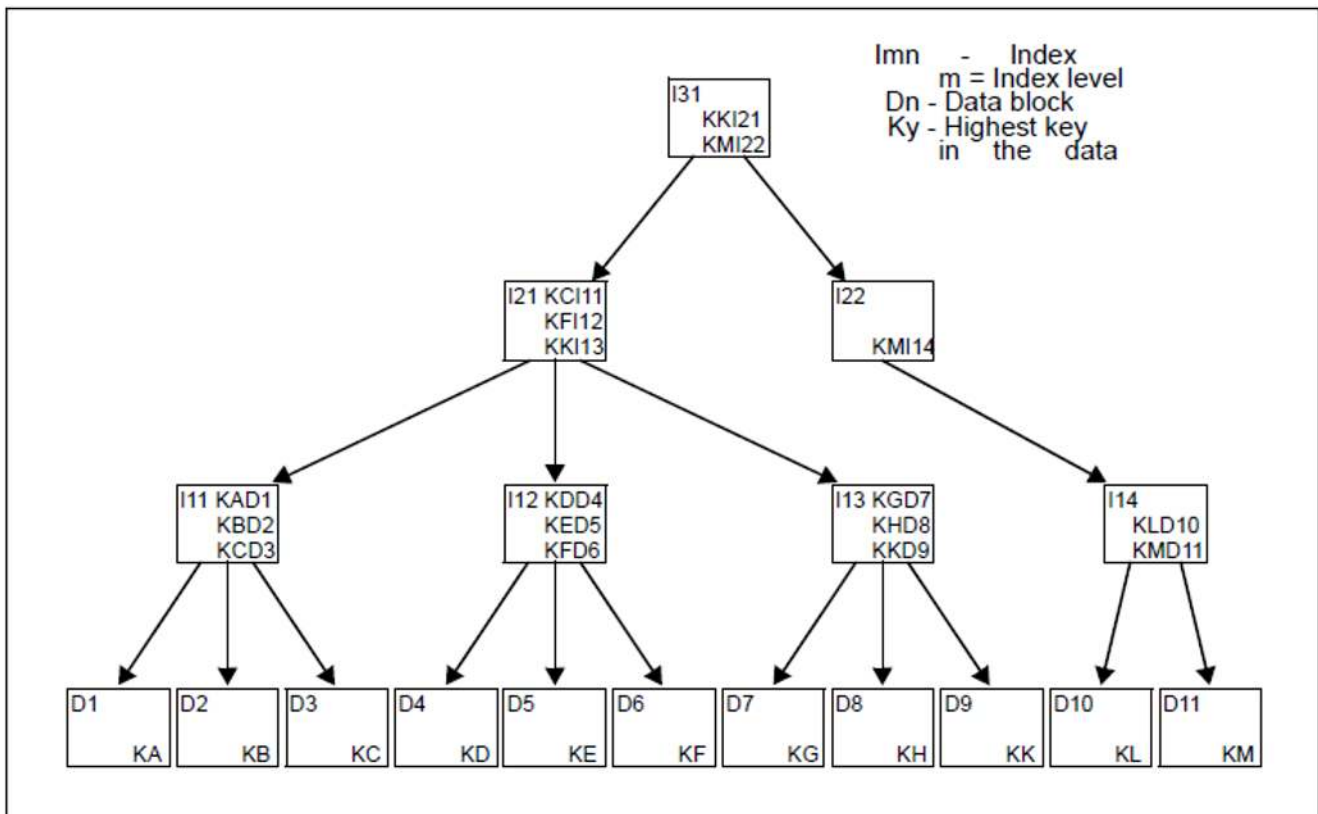 Imn - Index
m = Index level
Dn - Data block
Ky - Highest key
in the data
I31
KKI21
KMI22
I21 KCI11
KFI12
KKI13
I22
KMI14
I11 KAD1
KBD2
KCD3
I12 KDD4
KED5
KFD6
I13 KGD7
KHD8
KKD9
I14
KLD10
KMD11
D1
KA
D2
KB
D3
KC
D4
KD
D5
KE
D6
KF
D7
KG
D8
KH
D9
KK
D10
KL
D11
KM